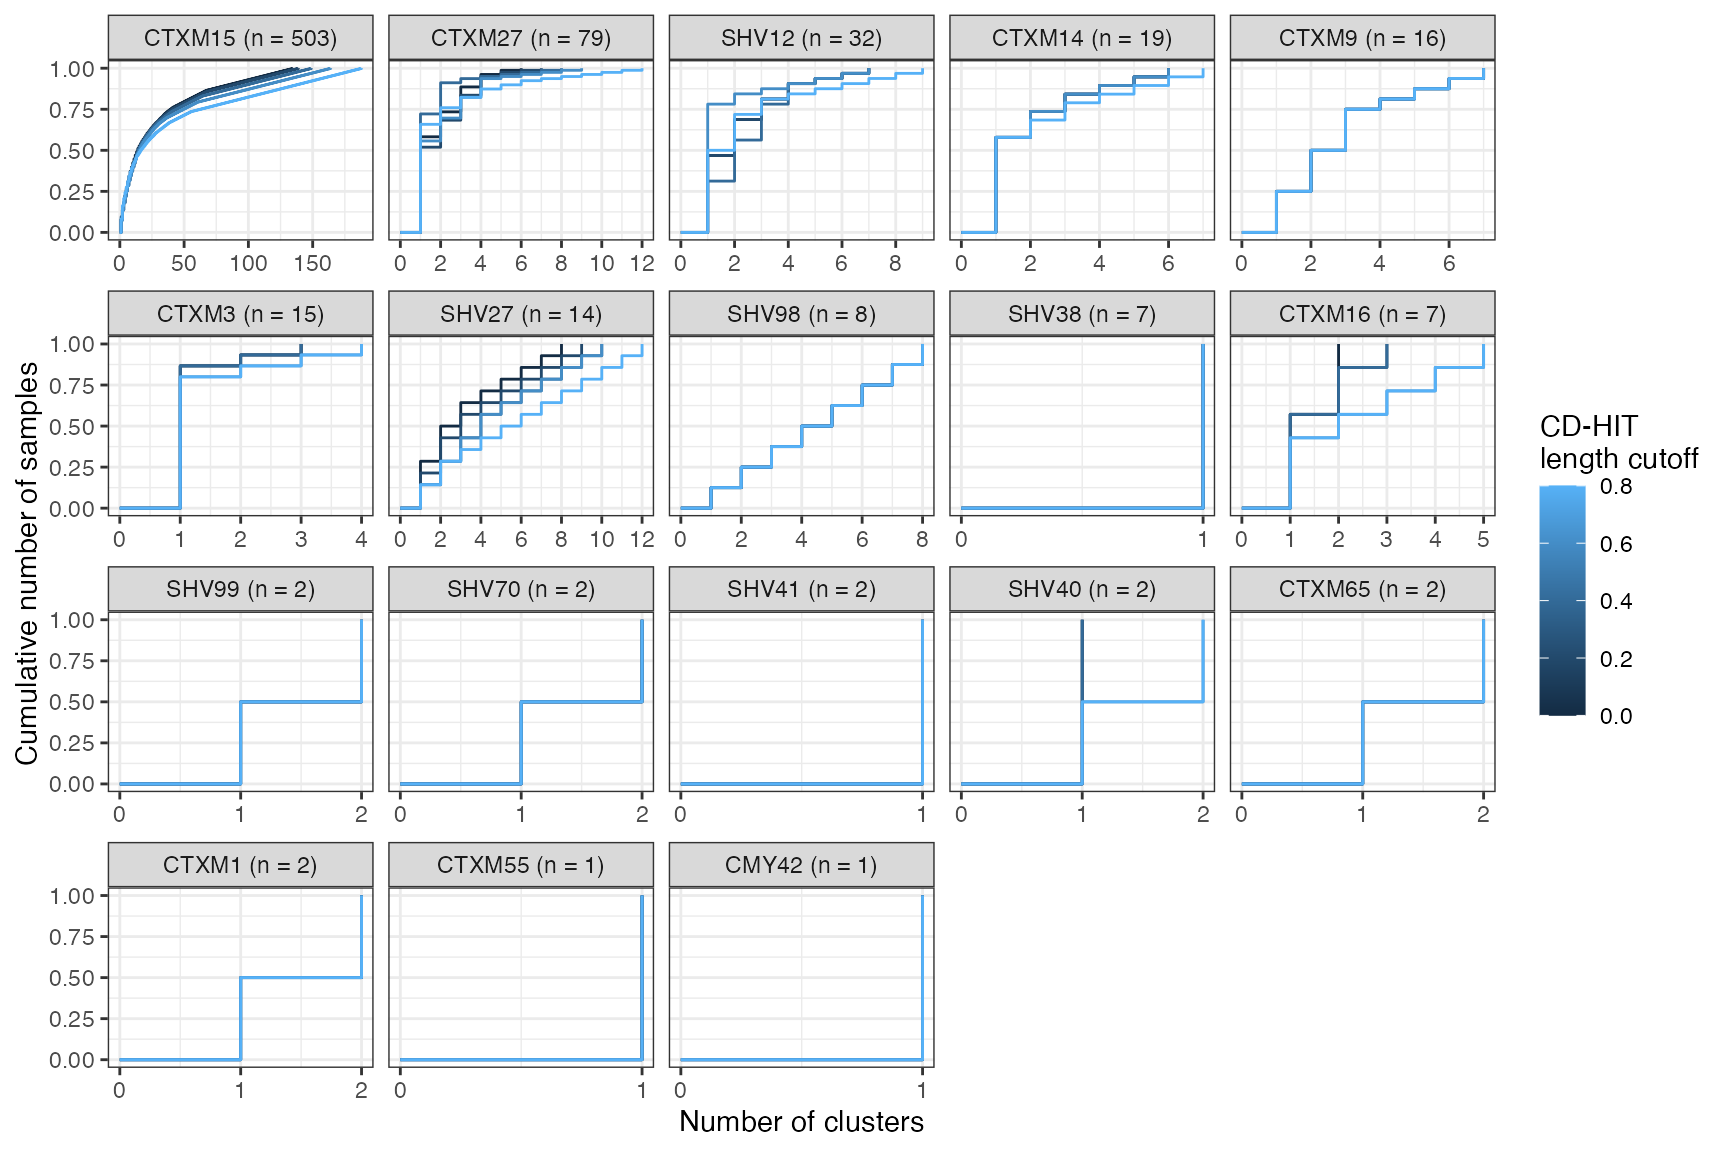 CTXM15 (n = 503)
CTXM27 (n = 79)
SHV12 (n = 32)
CTXM14 (n = 19)
CTXM9 (n = 16)
1.00
0.75
0.50
0.25
0.00
0 50 100 150
0 2 4 6 8 10 12
0 2 4 6 8
0 2 4 6
0 2 4 6
CTXM3 (n = 15)
SHV27 (n = 14)
SHV98 (n = 8)
SHV38 (n = 7)
CTXM16 (n = 7)
1.00
0.75
0.50
0.25
0.00
0 1 2 3 4
0 2 4 6 8 10 12
0 2 4 6 8
0 1
0 1 2 3 4 5
SHV99 (n = 2)
SHV70 (n = 2)
SHV41 (n = 2)
SHV40 (n = 2)
CTXM65 (n = 2)
1.00
0.75
0.50
0.25
0.00
0 1 2
0 1 2
0 1
0 1 2
0 1 2
CTXM1 (n = 2)
CTXM55 (n = 1)
CMY42 (n = 1)
1.00
0.75
0.50
0.25
0.00
0 1 2
0 1
0 1
Number of clusters
Cumulative number of samples
CD-HIT
length cutoff
0.8
0.6
0.4
0.2
0.0